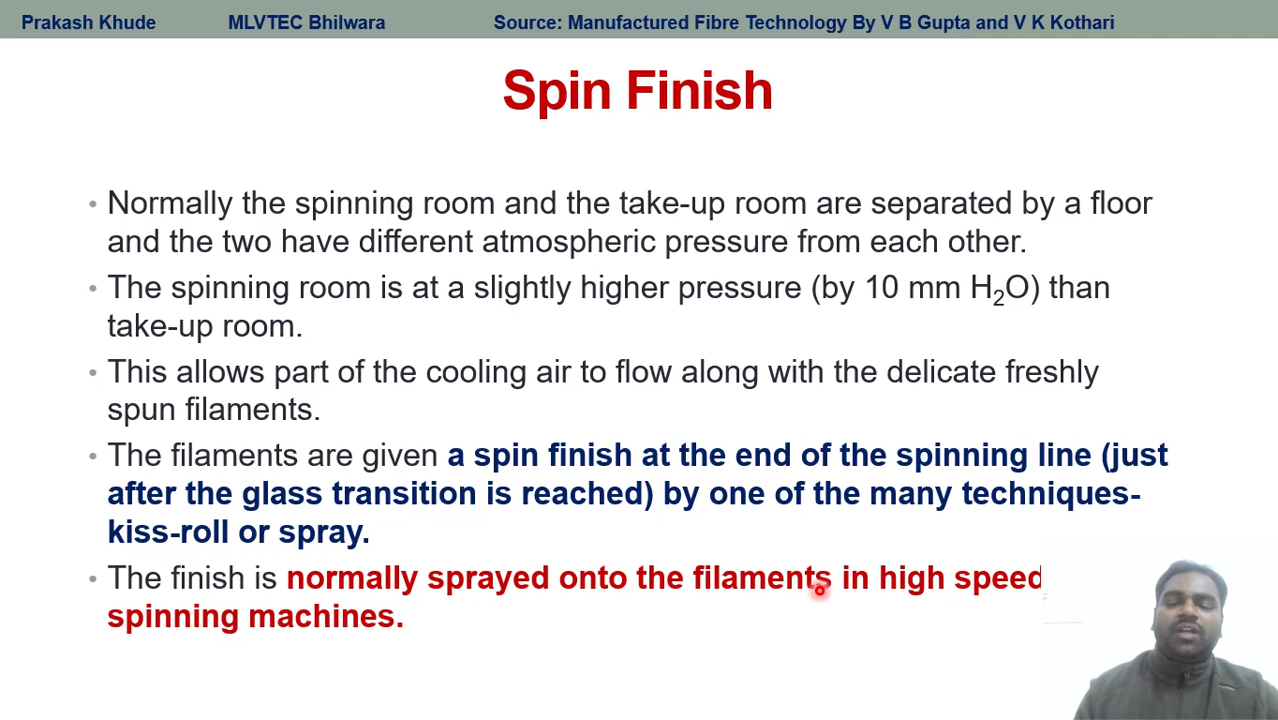 Prakash Khude MLVTEC Bhilwara Source: Manufactured Fibre Technology By V B Gupta and V K Kothari
Spin Finish
• Normally the spinning room and the take-up room are separated by a floor
and the two have different atmospheric pressure from each other.
• The spinning room is at a slightly higher pressure (by 10 mm H₂O) than
take-up room.
• This allows part of the cooling air to flow along with the delicate freshly
spun filaments.
• The filaments are given a spin finish at the end of the spinning line (just
after the glass transition is reached) by one of the many techniques-
kiss-roll or spray.
• The finish is normally sprayed onto the filaments in high speed
spinning machines.